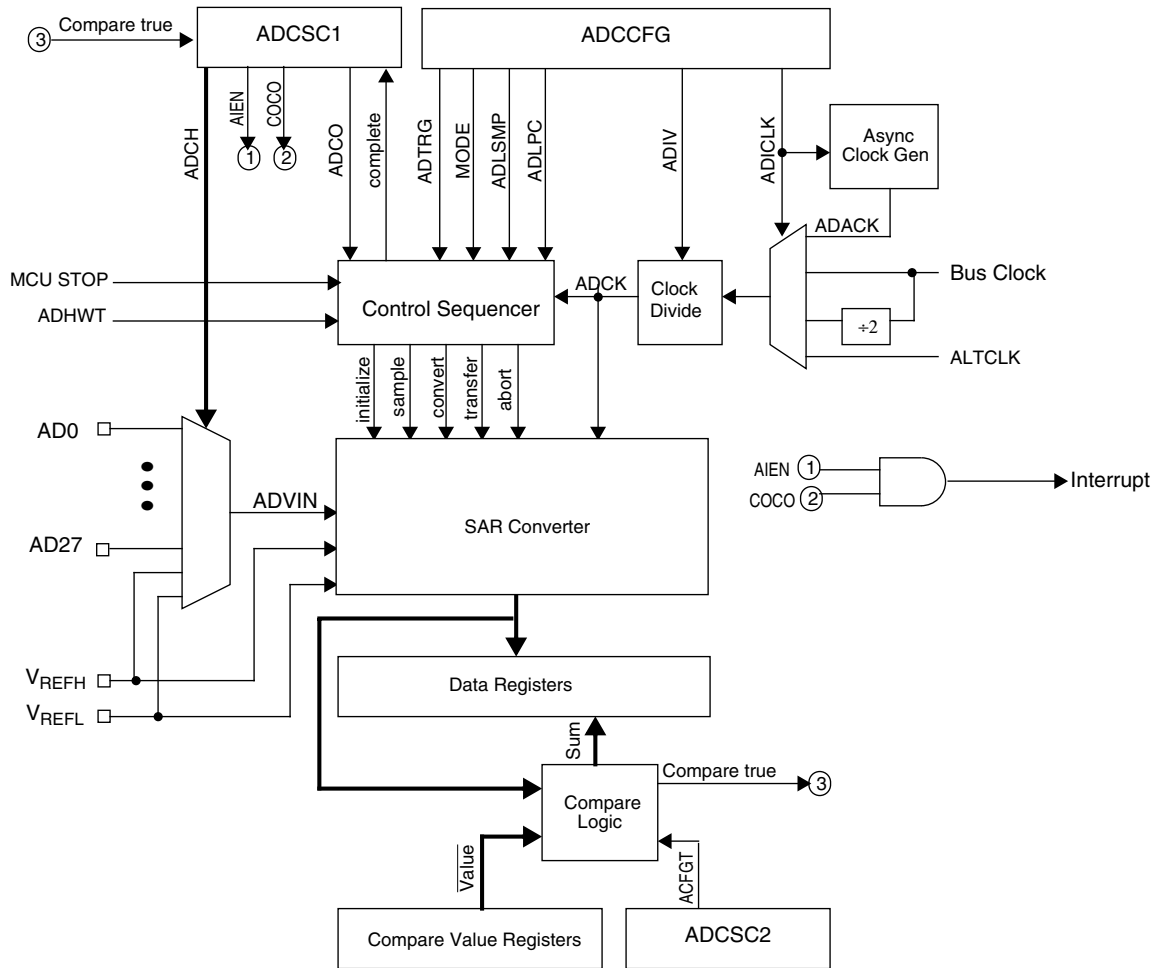 3
Compare true
ADCSC1
ADCCFG
ADCH
AIEN
COCO
ADCO
complete
ADTRG
MODE
ADLSMP
ADLPC
ADIV
ADICLK
Async
Clock Gen
1
2
ADACK
MCU STOP
ADHWT
Control Sequencer
ADCK
Clock
Divide
Bus Clock
÷2
ALTCLK
initialize
sample
convert
transfer
abort
AD0
AD27
ADVIN
SAR Converter
AIEN 1
COCO 2
Interrupt
VREFH
VREFL
Data Registers
Sum
Compare true
3
Compare
Logic
Value
ACFGT
Compare Value Registers
ADCSC2